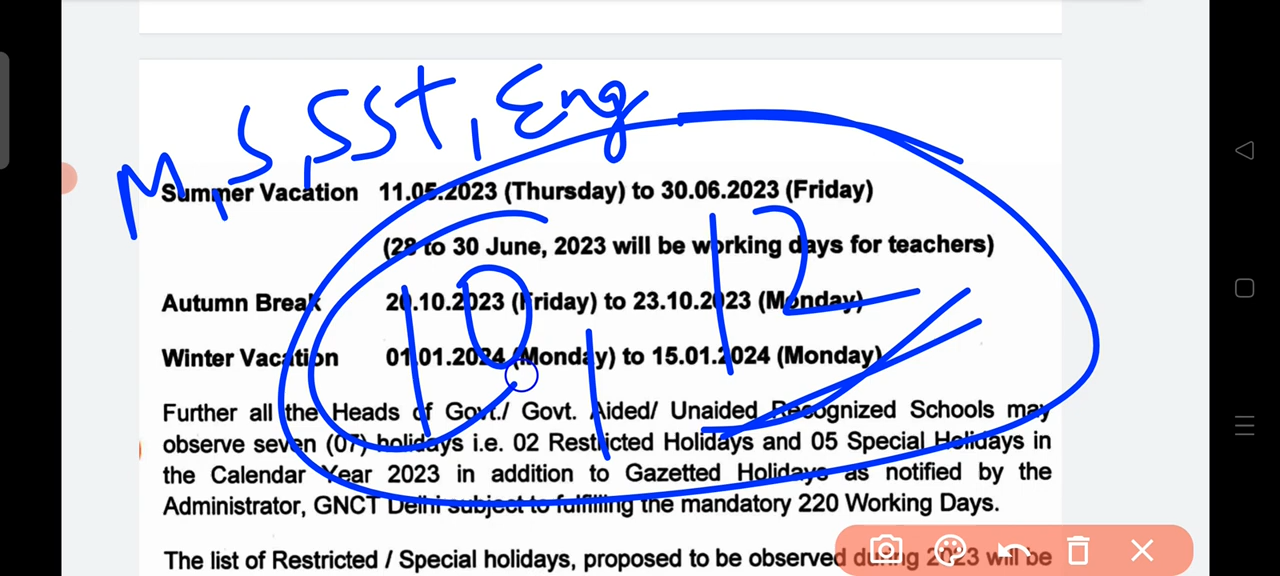 M, S, SST, Eng
Summer Vacation 11.05.2023 (Thursday) to 30.06.2023 (Friday)
(28 to 30 June, 2023 will be working days for teachers)
10, 12
Autumn Break 20.10.2023 (Friday) to 23.10.2023 (Monday)
Winter Vacation 01.01.2024 (Monday) to 15.01.2024 (Monday)
Further all the Heads of Govt./ Govt. Aided/ Unaided Recognized Schools may
observe seven (07) holidays i.e. 02 Restricted Holidays and 05 Special Holidays in
the Calendar Year 2023 in addition to Gazetted Holidays as notified by the
Administrator, GNCT Delhi subject to fulfilling the mandatory 220 Working Days.
The list of Restricted / Special holidays, proposed to be observed during 2023 will be